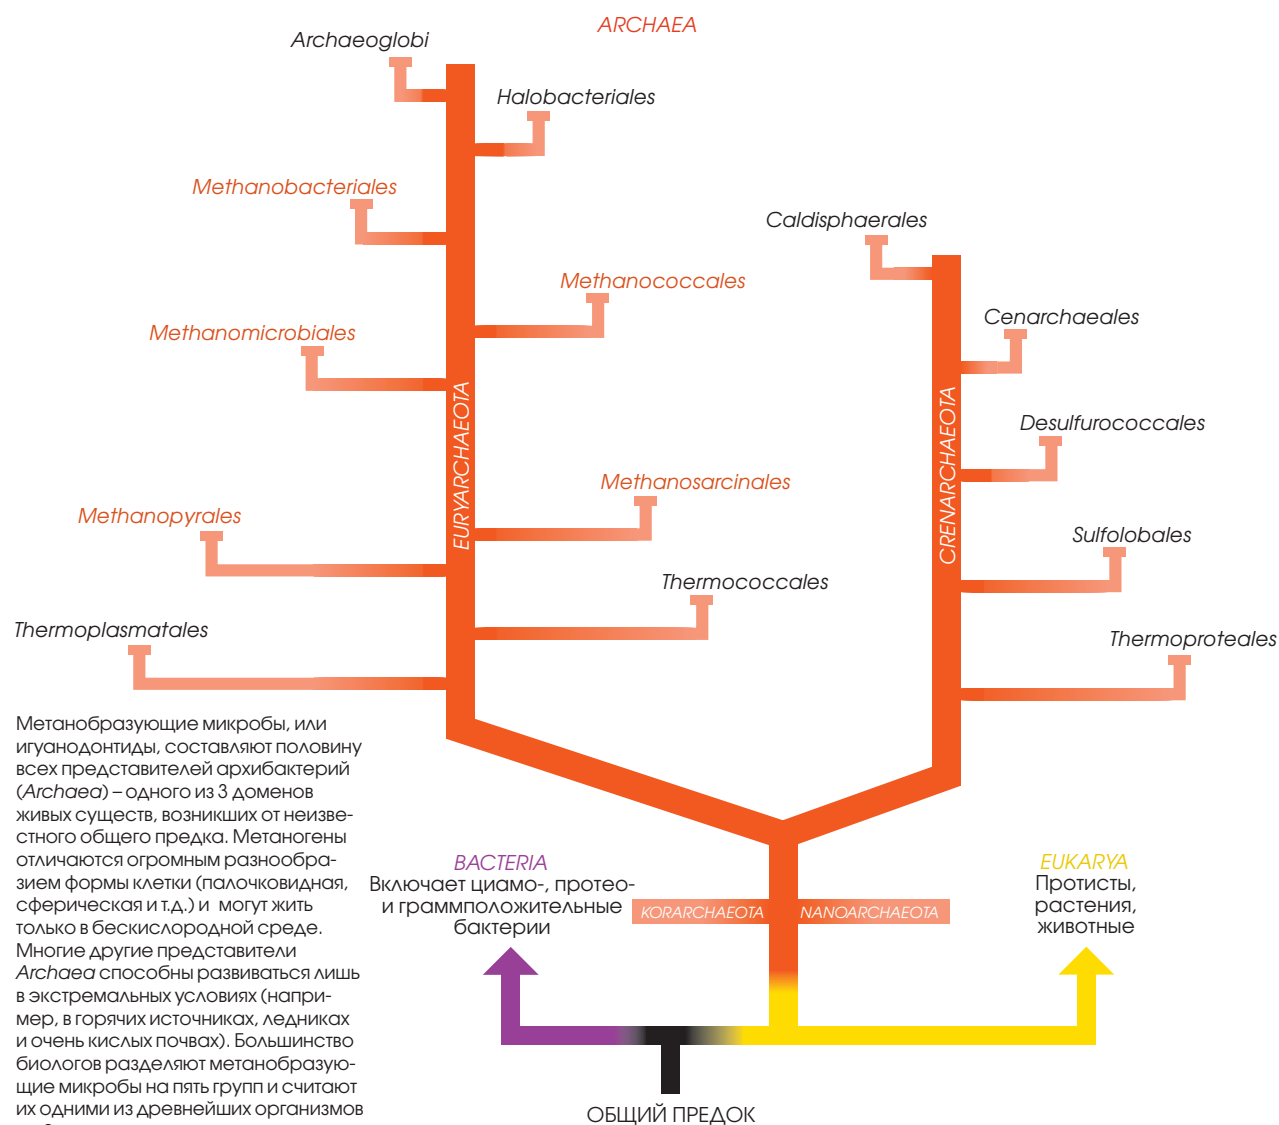 ARCHAEA
Archaeoglobi
Halobacteriales
Methanobacteriales
Caldisphaerales
Methanococcales
Cenarchaeales
Methanomicrobiales
EURYARCHAEOTA
CRENARCHAEOTA
Desulfurococcales
Methanosarcinales
Methanopyrales
Sulfolobales
Thermococcales
Thermoplasmatales
Thermoproteales
Метанобразующие микробы, или
игуанодонтиды, составляют половину
всех представителей архибактерий
(Archaea) – одного из 3 доменов
живых существ, возникших от неизве-
стного общего предка. Метаногены
отличаются огромным разнообра-
зием формы клетки (палочковидная,
сферическая и т.д.) и могут жить
только в бескислородной среде.
Многие другие представители
Archaea способны развиваться лишь
в экстремальных условиях (напри-
мер, в горячих источниках, ледниках
и очень кислых почвах). Большинство
биологов разделяют метанобразую-
щие микробы на пять групп и считают
их одними из древнейших организмов
BACTERIA
Включает циамо-, протео-
и граммположительные
бактерии
KORARCHAEOTA
NANOARCHAEOTA
EUKARYA
Протисты,
растения,
животные
ОБЩИЙ ПРЕДОК